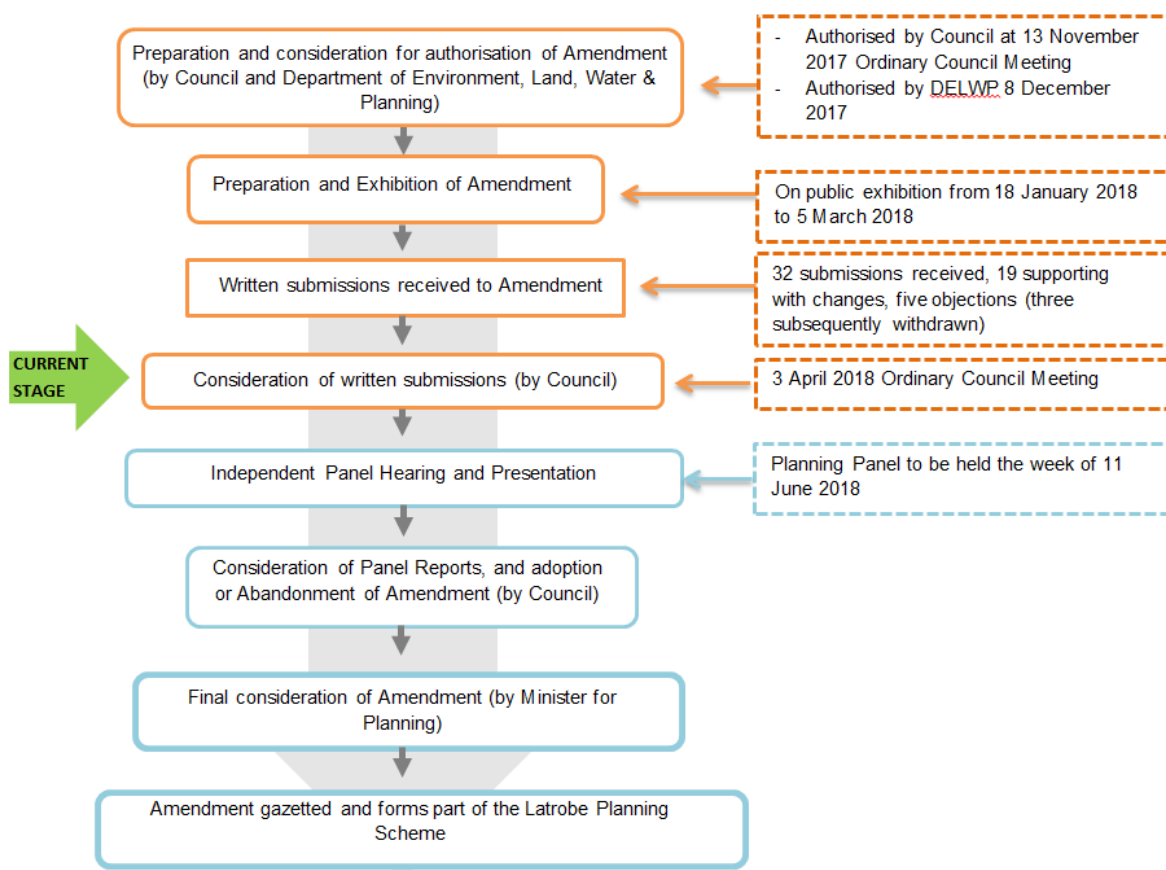 Preparation and consideration for authorisation of Amendment
(by Council and Department of Environment, Land, Water &
Planning)
- Authorised by Council at 13 November
2017 Ordinary Council Meeting
- Authorised by DELWP 8 December
2017
Preparation and Exhibition of Amendment
On public exhibition from 18 January 2018
to 5 March 2018
Written submissions received to Amendment
32 submissions received, 19 supporting
with changes, five objections (three
subsequently withdrawn)
CURRENT
STAGE
Consideration of written submissions (by Council)
3 April 2018 Ordinary Council Meeting
Independent Panel Hearing and Presentation
Planning Panel to be held the week of 11
June 2018
Consideration of Panel Reports, and adoption
or Abandonment of Amendment (by Council)
Final consideration of Amendment (by Minister for
Planning)
Amendment gazetted and forms part of the Latrobe Planning
Scheme